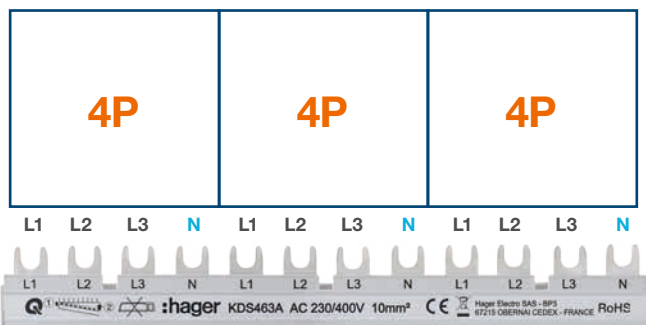 4P 4P 4P
L1 L2 L3 N L1 L2 L3 N L1 L2 L3 N
L1 L2 L3 N L1 L2 L3 N L1 L2 L3 N
:hager KDS463A AC 230/400V 10mm² CE Hager Electro SAS - BP3 RoHS
67215 OBERNAI CEDEX - FRANCE